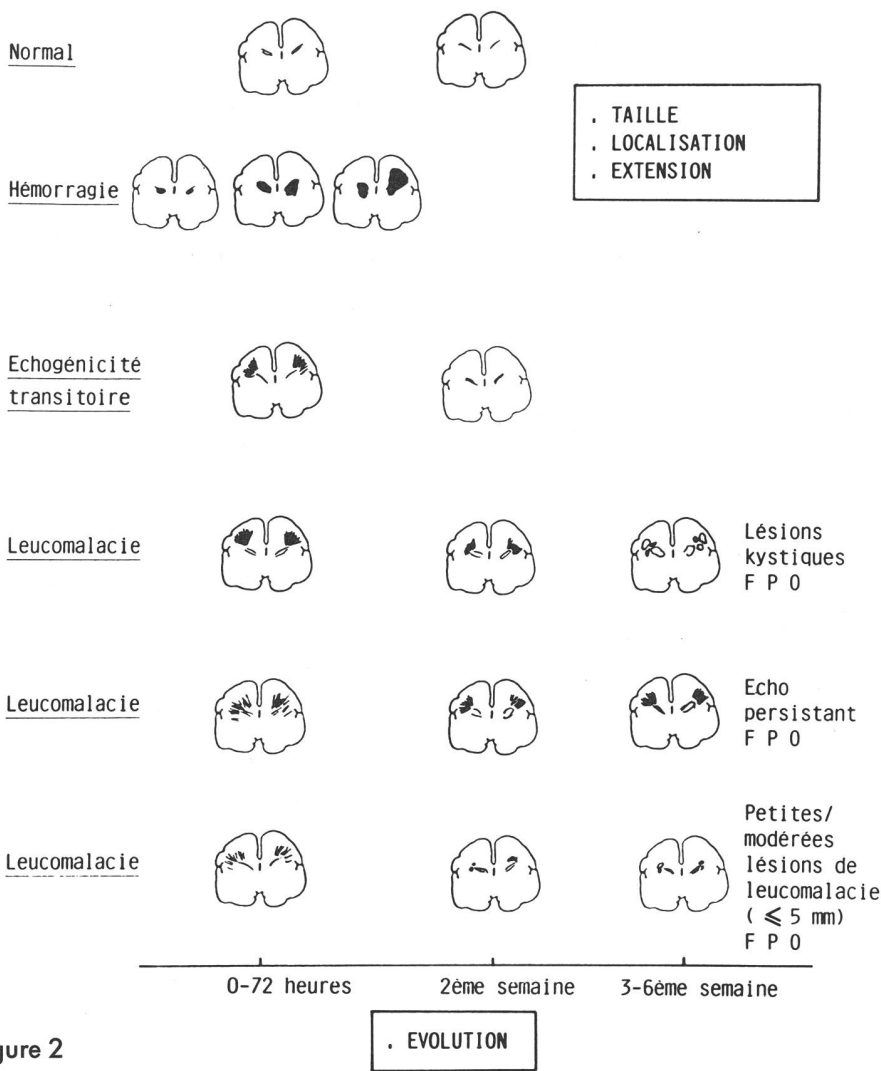 Normal
. TAILLE
. LOCALISATION
. EXTENSION
Hémorragie
Echogénicité
transitoire
Leucomalacie
Lésions
kystiques
F P O
Leucomalacie
Echo
persistant
F P O
Leucomalacie
Petites/
modérées
lésions de
leucomalacie
( ⩽ 5 mm)
F P O
0-72 heures
2ème semaine
3-6ème semaine
. EVOLUTION
gure 2